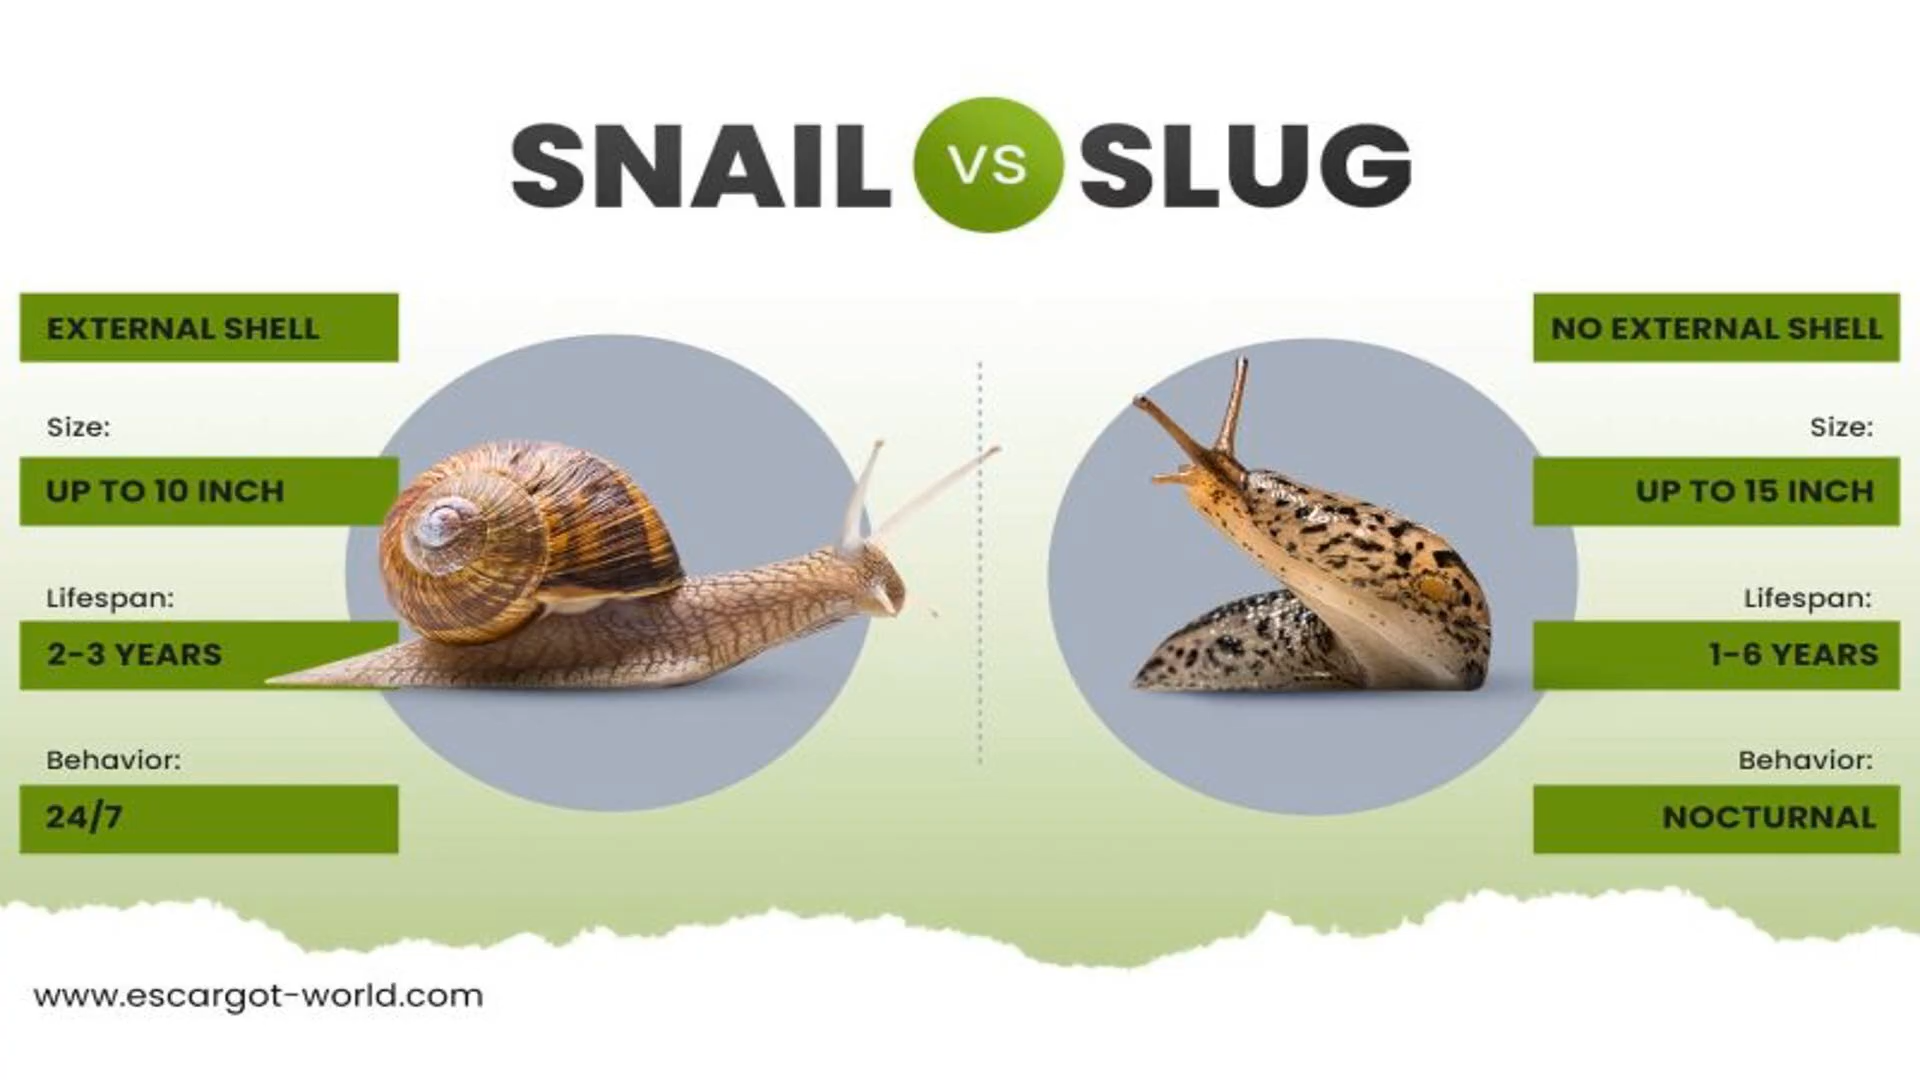 SNAIL VS SLUG
EXTERNAL SHELL
Size:
UP TO 10 INCH
Lifespan:
2-3 YEARS
Behavior:
24/7
NO EXTERNAL SHELL
Size:
UP TO 15 INCH
Lifespan:
1-6 YEARS
Behavior:
NOCTURNAL
www.escargot-world.com